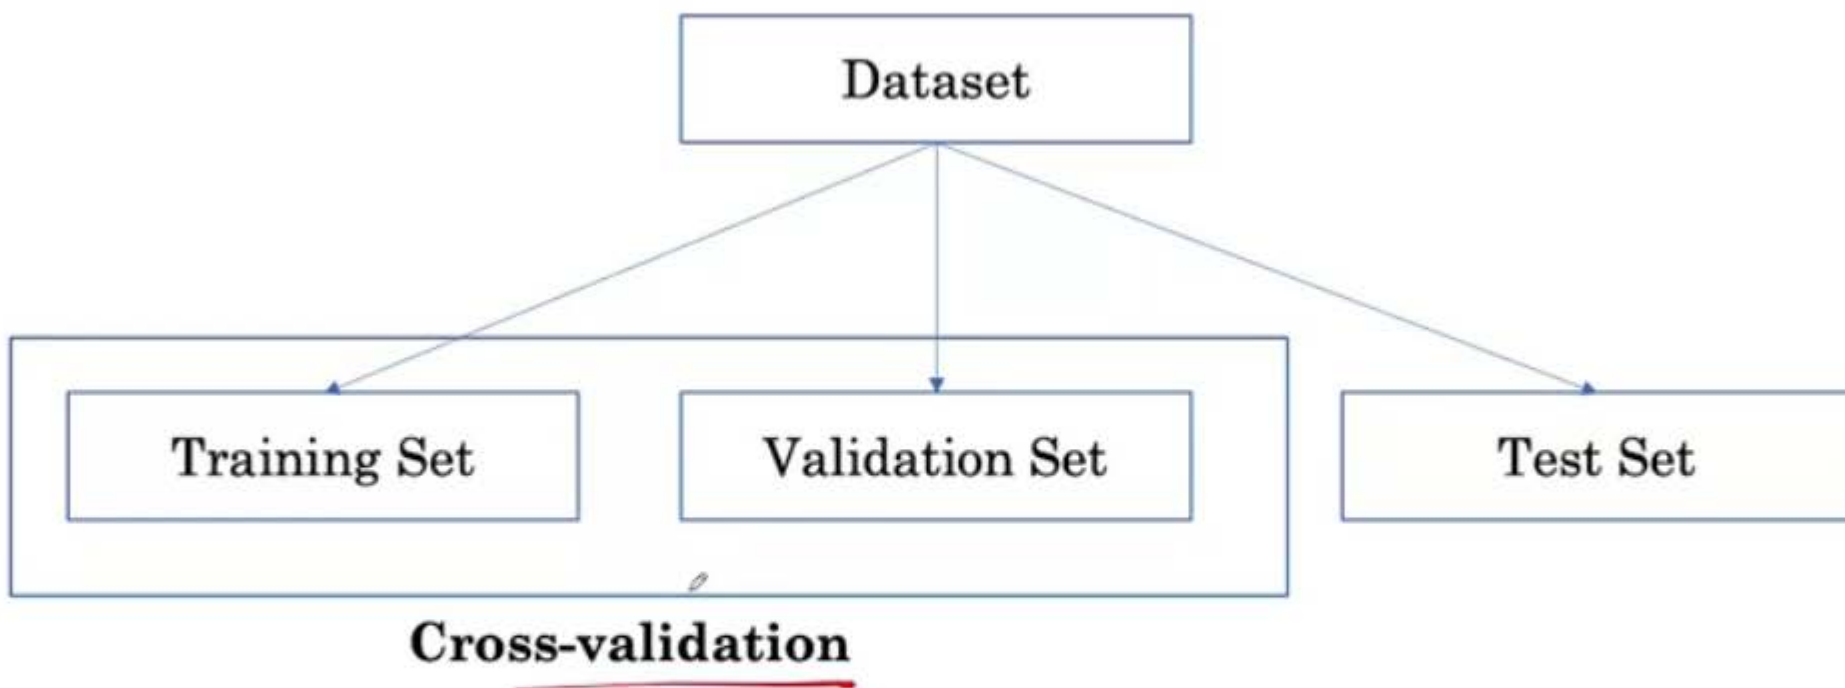 Dataset
Training Set
Validation Set
Test Set
Cross-validation